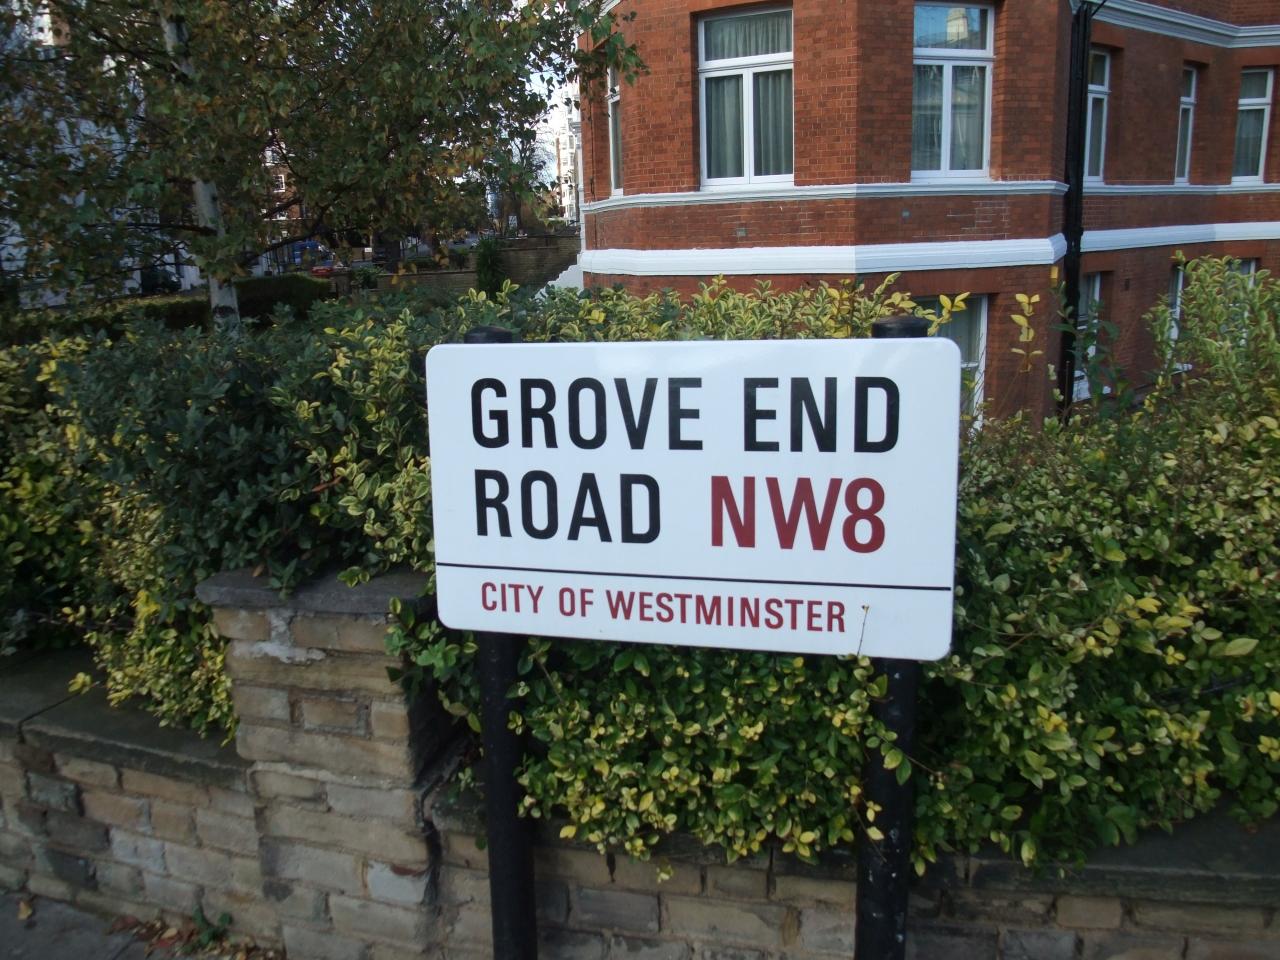 GROVE END
ROAD NW8
CITY OF WESTMINSTER